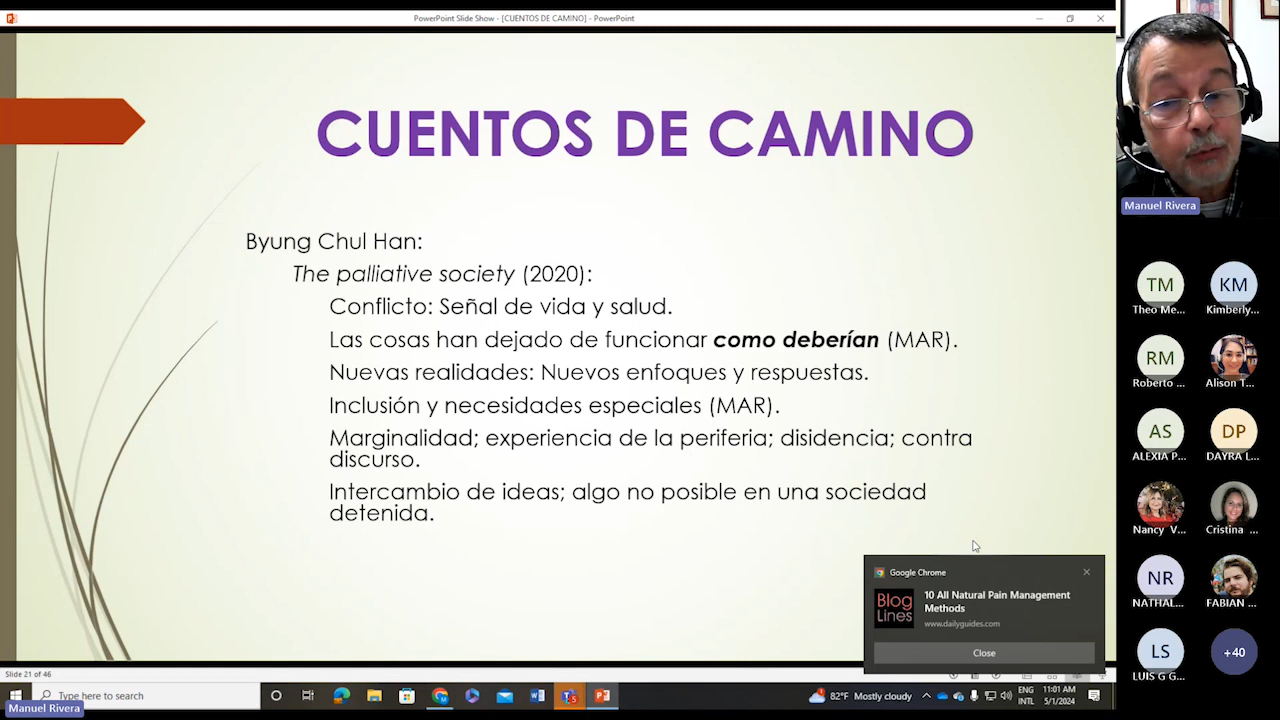 PowerPoint Slide Show - [CUENTOS DE CAMINO] - PowerPoint
CUENTOS DE CAMINO
Byung Chul Han:
The palliative society (2020):
Conflicto: Señal de vida y salud.
Las cosas han dejado de funcionar como deberían (MAR).
Nuevas realidades: Nuevos enfoques y respuestas.
Inclusión y necesidades especiales (MAR).
Marginalidad; experiencia de la periferia; disidencia; contra
discurso.
Intercambio de ideas; algo no posible en una sociedad
detenida.
Google Chrome
Blog
Lines
10 All Natural Pain Management
Methods
www.dailyguides.com
Close
Slide 21 of 46
Type here to search
82°F Mostly cloudy
ENG
INTL
11:01 AM
5/1/2024
Manuel Rivera
Manuel Rivera
TM
Theo Me...
KM
Kimberly...
RM
Roberto ...
Alison T...
AS
ALEXIA P...
DP
DAYRA L...
Nancy V...
Cristina ...
NR
NATHAL...
FABIAN ...
LS
LUIS G G...
+40